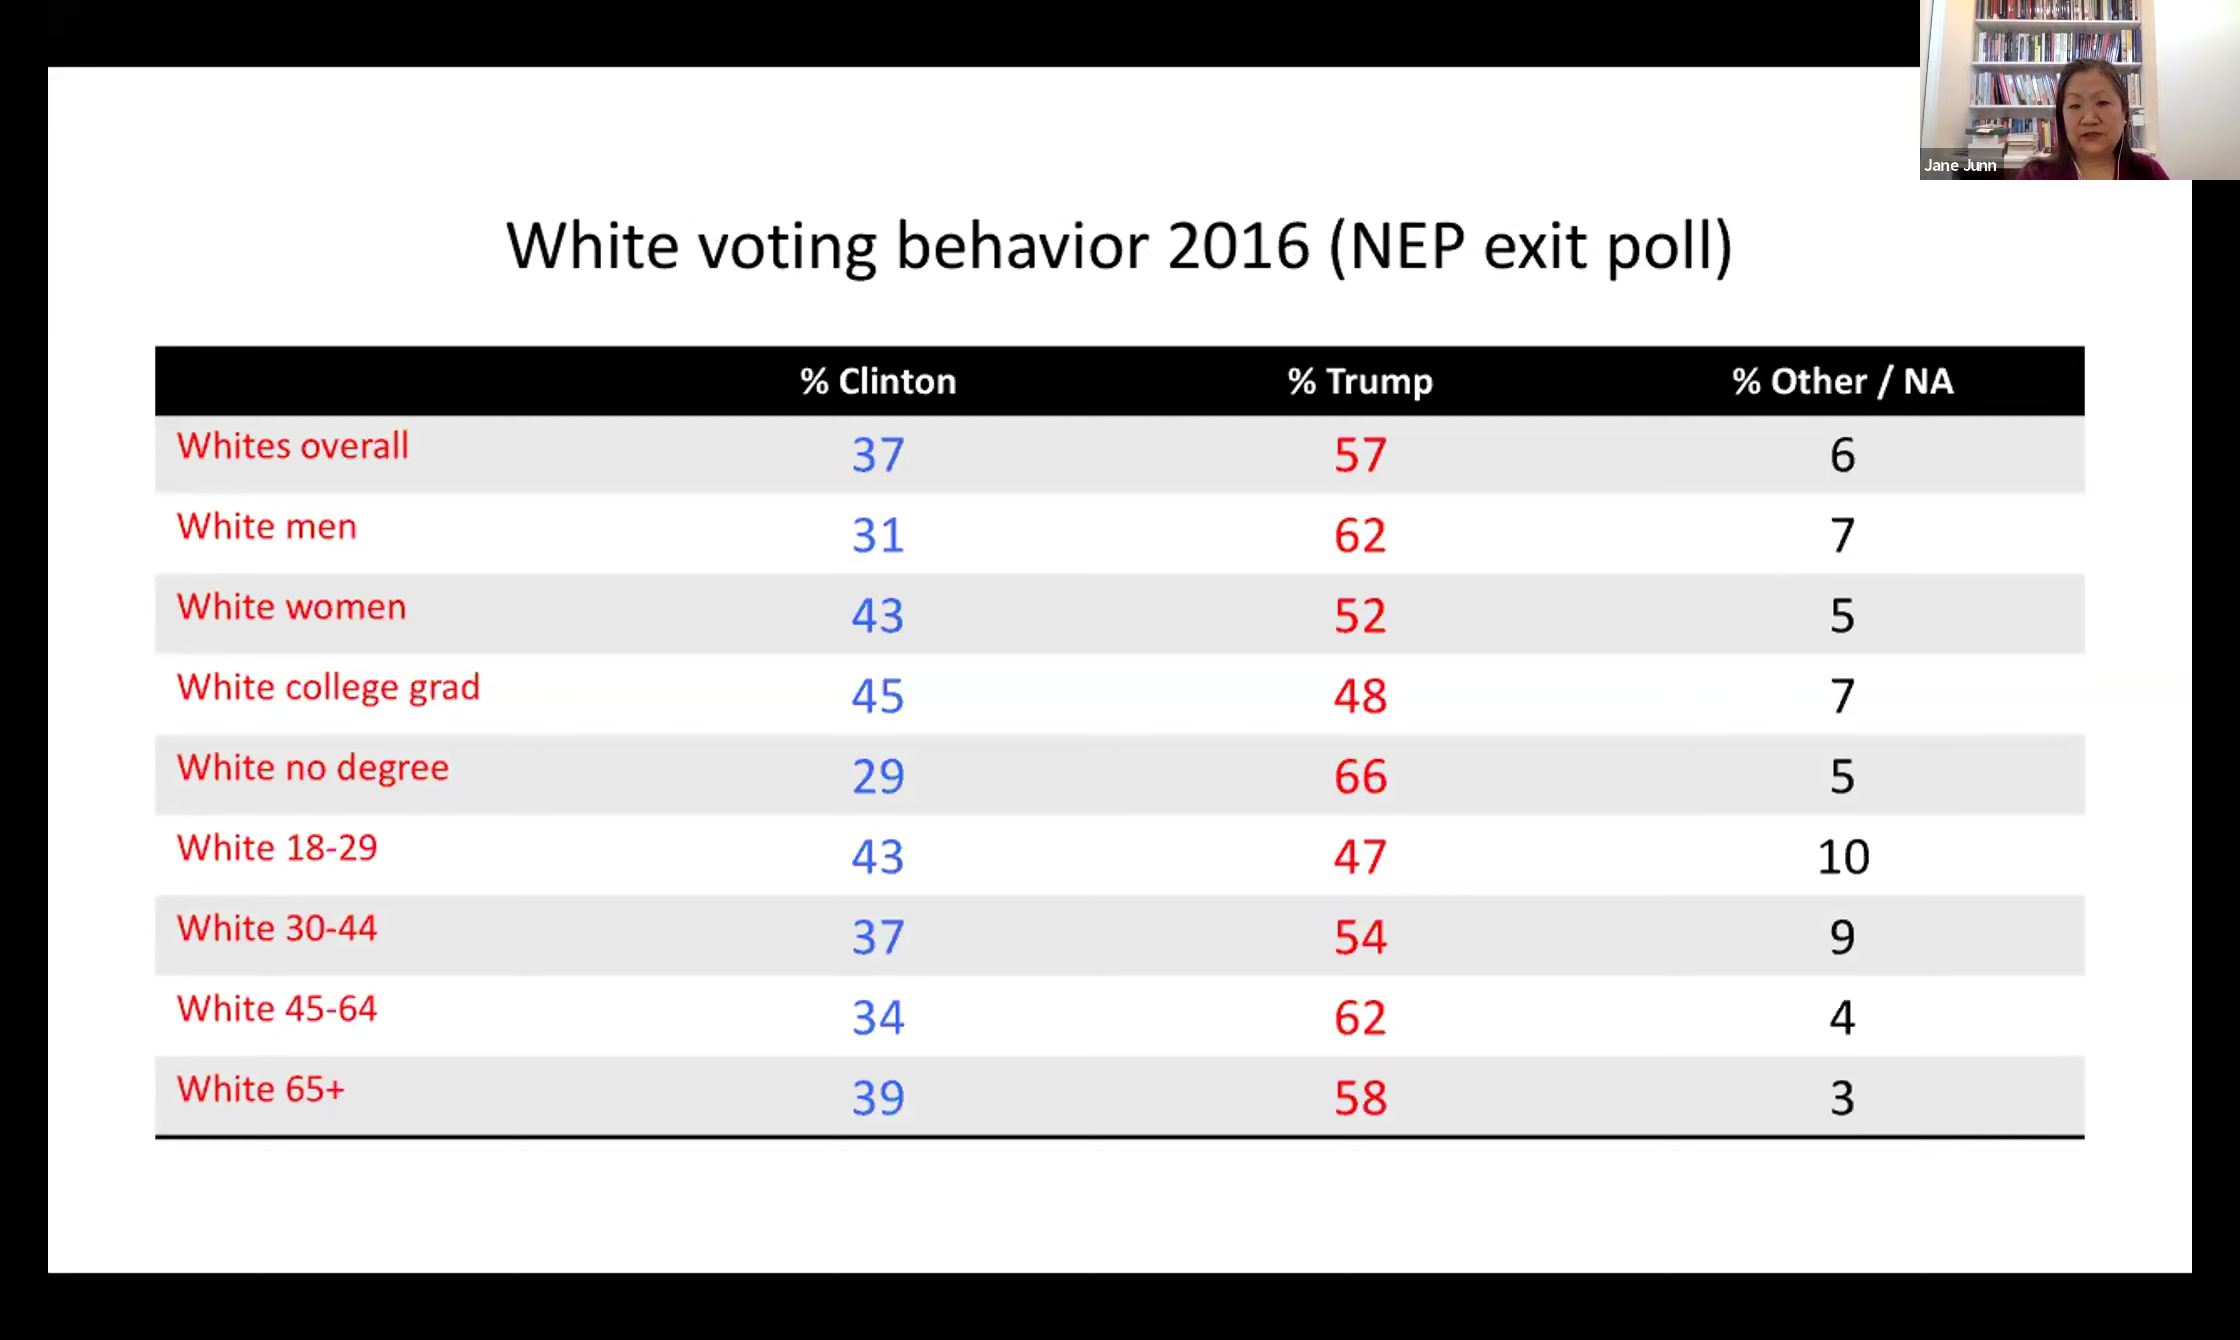 Jane Junn
White voting behavior 2016 (NEP exit poll)
% Clinton % Trump % Other / NA
Whites overall 37 57 6
White men 31 62 7
White women 43 52 5
White college grad 45 48 7
White no degree 29 66 5
White 18-29 43 47 10
White 30-44 37 54 9
White 45-64 34 62 4
White 65+ 39 58 3